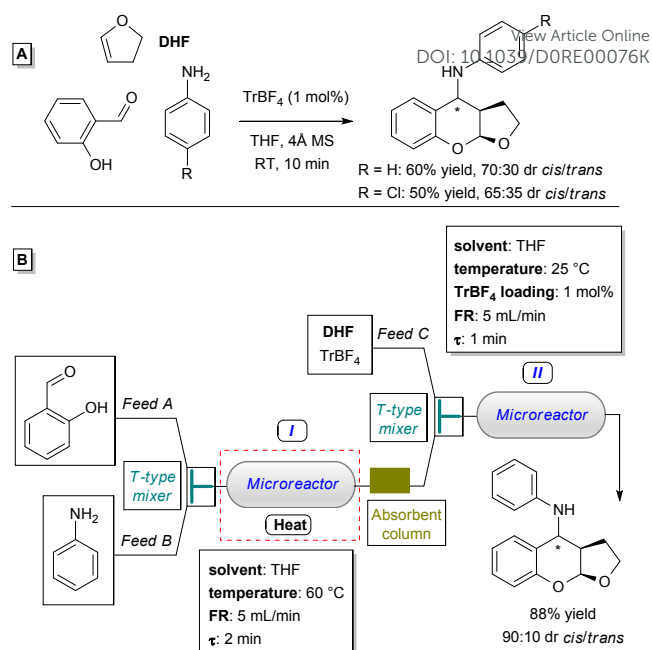 A
DHF
O
O
OH
NH2
R
TrBF4 (1 mol%)
THF, 4Å MS
RT, 10 min
R
HN
*
O
O
View Article Online
DOI: 10.1039/D0RE00076K
R = H: 60% yield, 70:30 dr cis/trans
R = Cl: 50% yield, 65:35 dr cis/trans
B
solvent: THF
temperature: 25 °C
TrBF4 loading: 1 mol%
FR: 5 mL/min
τ: 1 min
DHF
TrBF4
Feed C
O
OH
Feed A
I
II
T-type
mixer
Microreactor
T-type
mixer
Microreactor
Heat
Absorbent
column
NH2
Feed B
solvent: THF
temperature: 60 °C
FR: 5 mL/min
τ: 2 min
NH
*
O
O
88% yield
90:10 dr cis/trans